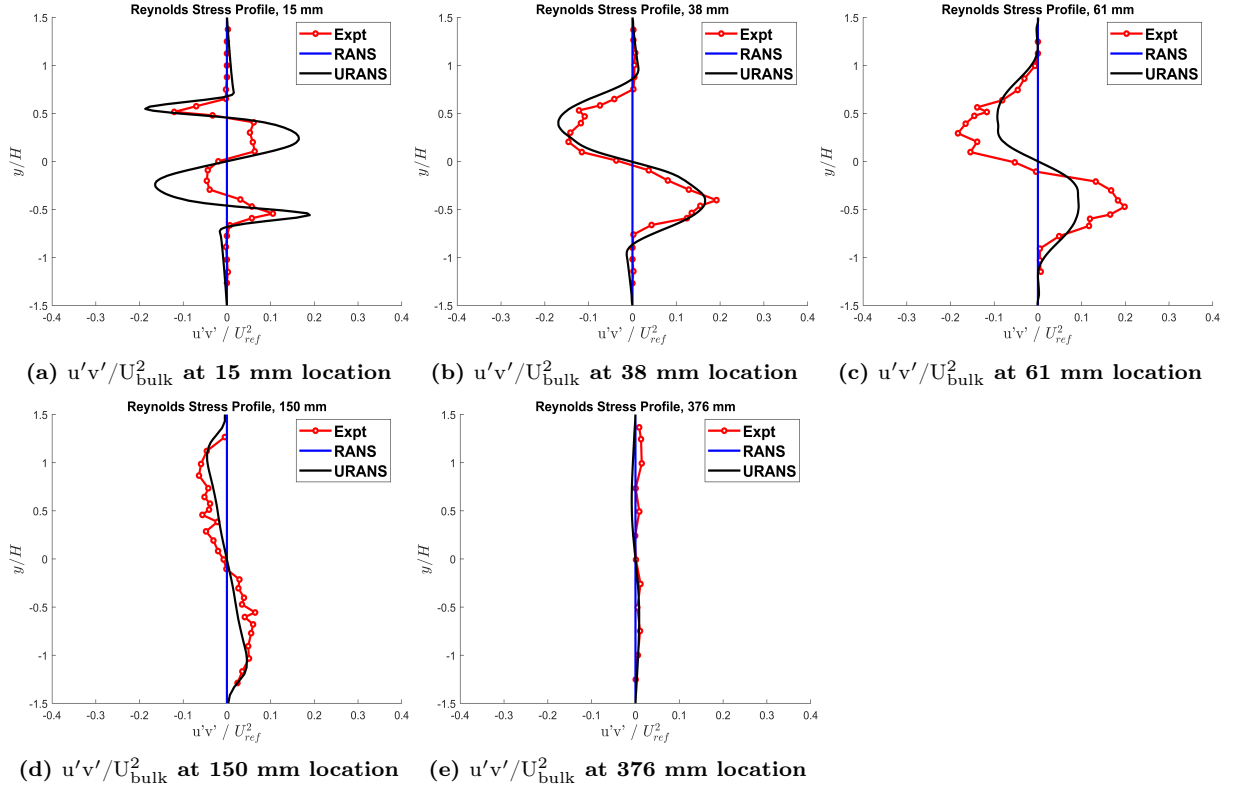 Reynolds Stress Profile, 15 mm
Expt
RANS
URANS
1.5
1
0.5
0
-0.5
-1
-1.5
y/H
-0.4 -0.3 -0.2 -0.1 0 0.1 0.2 0.3 0.4
u'v' / U²ref
(a) u′v′/U²bulk at 15 mm location
Reynolds Stress Profile, 38 mm
Expt
RANS
URANS
1.5
1
0.5
0
-0.5
-1
-1.5
y/H
-0.4 -0.3 -0.2 -0.1 0 0.1 0.2 0.3 0.4
u'v' / U²ref
(b) u′v′/U²bulk at 38 mm location
Reynolds Stress Profile, 61 mm
Expt
RANS
URANS
1.5
1
0.5
0
-0.5
-1
-1.5
y/H
-0.4 -0.3 -0.2 -0.1 0 0.1 0.2 0.3 0.4
u'v' / U²ref
(c) u′v′/U²bulk at 61 mm location
Reynolds Stress Profile, 150 mm
Expt
RANS
URANS
1.5
1
0.5
0
-0.5
-1
-1.5
y/H
-0.4 -0.3 -0.2 -0.1 0 0.1 0.2 0.3 0.4
u'v' / U²ref
(d) u′v′/U²bulk at 150 mm location
Reynolds Stress Profile, 376 mm
Expt
RANS
URANS
1.5
1
0.5
0
-0.5
-1
-1.5
y/H
-0.4 -0.3 -0.2 -0.1 0 0.1 0.2 0.3 0.4
u'v' / U²ref
(e) u′v′/U²bulk at 376 mm location